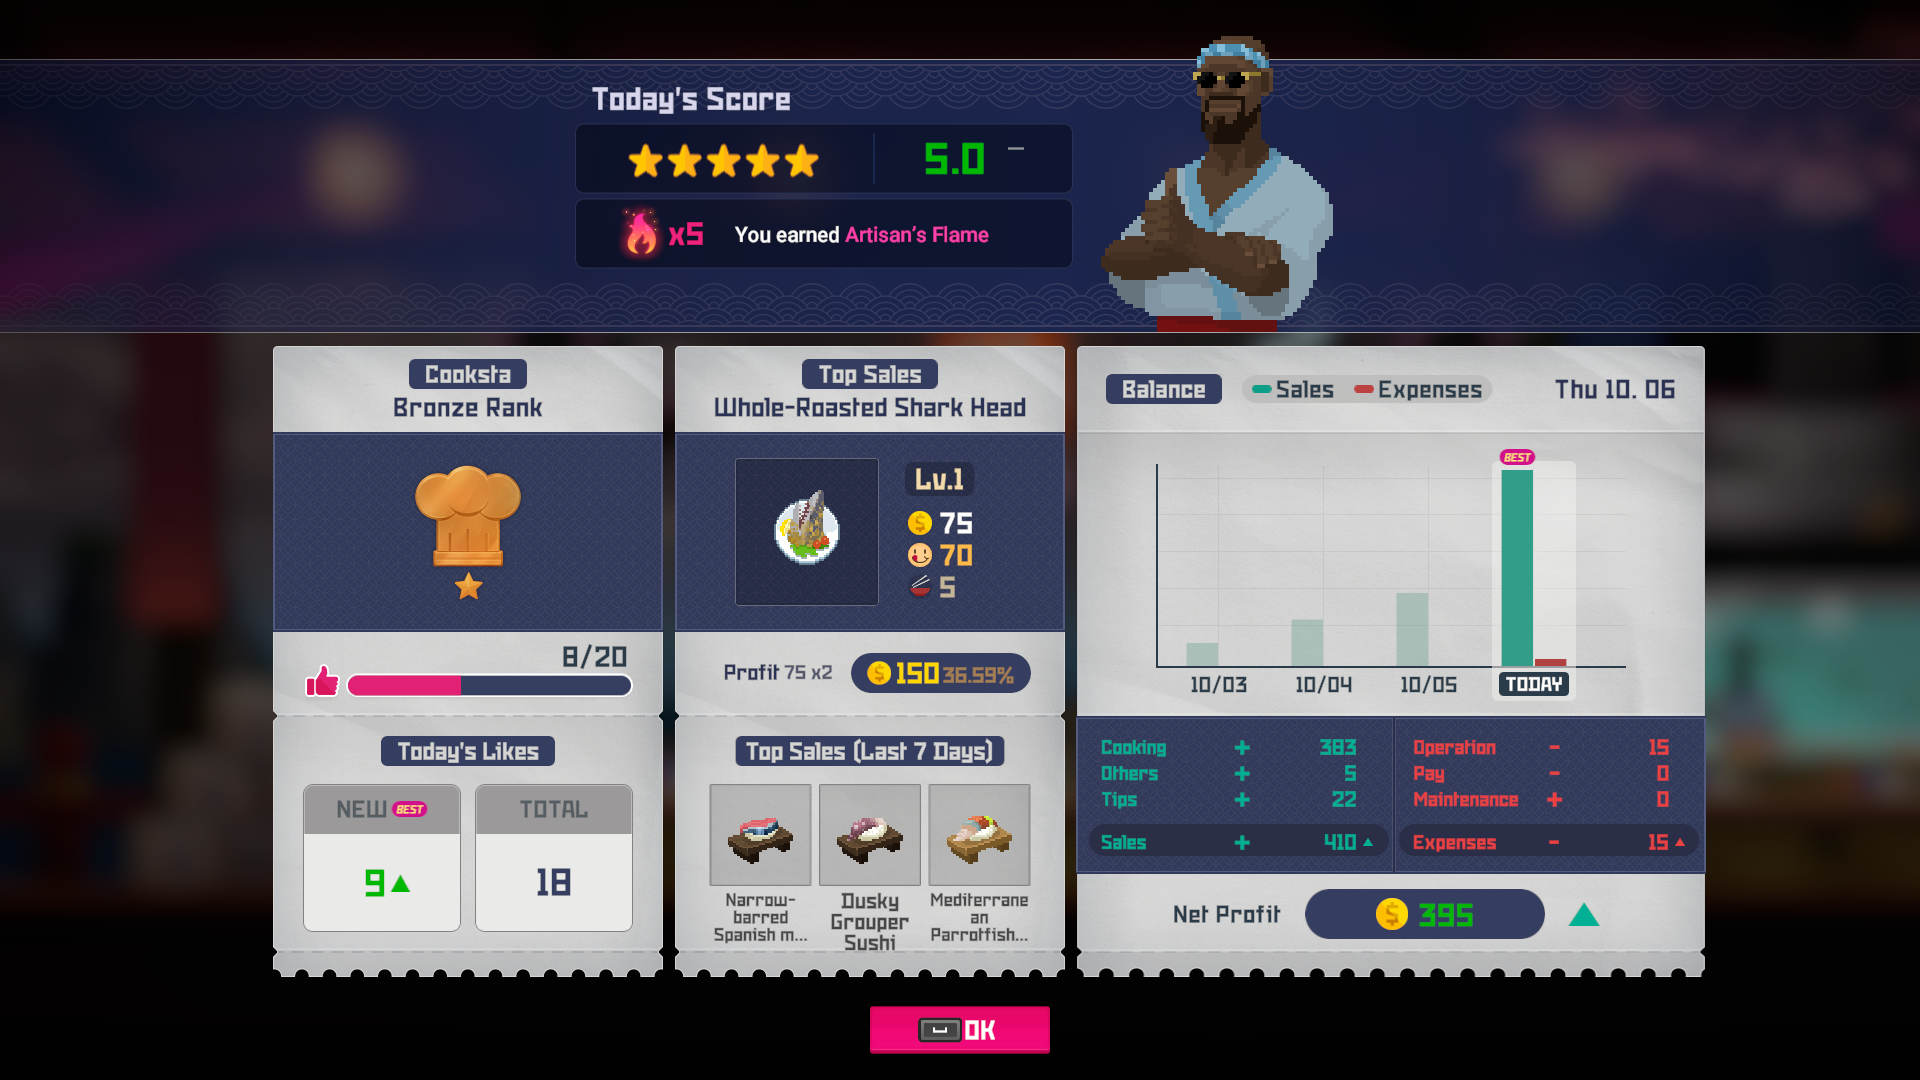 Today's Score
5.0 –
x5 You earned Artisan's Flame
Cooksta
Bronze Rank
8/20
Today's Likes
NEW BEST
9
TOTAL
18
Top Sales
Whole-Roasted Shark Head
Lv.1
75
70
5
Profit 75 x2 150 36.59%
Top Sales (Last 7 Days)
Narrow-
barred
Spanish m...
Dusky
Grouper
Sushi
Mediterrane
an
Parrotfish...
Balance Sales Expenses Thu 10. 06
BEST
10/03 10/04 10/05 TODAY
Cooking + 383
Others + 5
Tips + 22
Sales + 410
Operation - 15
Pay - 0
Maintenance + 0
Expenses - 15
Net Profit 395
OK